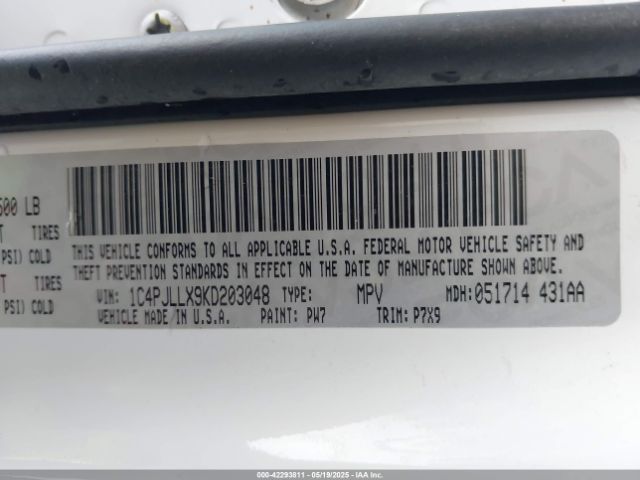 500 LB
TIRES
PSI) COLD
TIRES
PSI) COLD
THIS VEHICLE CONFORMS TO ALL APPLICABLE U.S.A. FEDERAL MOTOR VEHICLE SAFETY AND
THEFT PREVENTION STANDARDS IN EFFECT ON THE DATE OF MANUFACTURE SHOWN ABOVE.
VIN: 1C4PJLLX9KD203048 TYPE: MPV MDH:051714 431AA
VEHICLE MADE IN U.S.A. PAINT: PW7 TRIM: P7X9
000-42293811 - 05/19/2025 - IAA Inc.